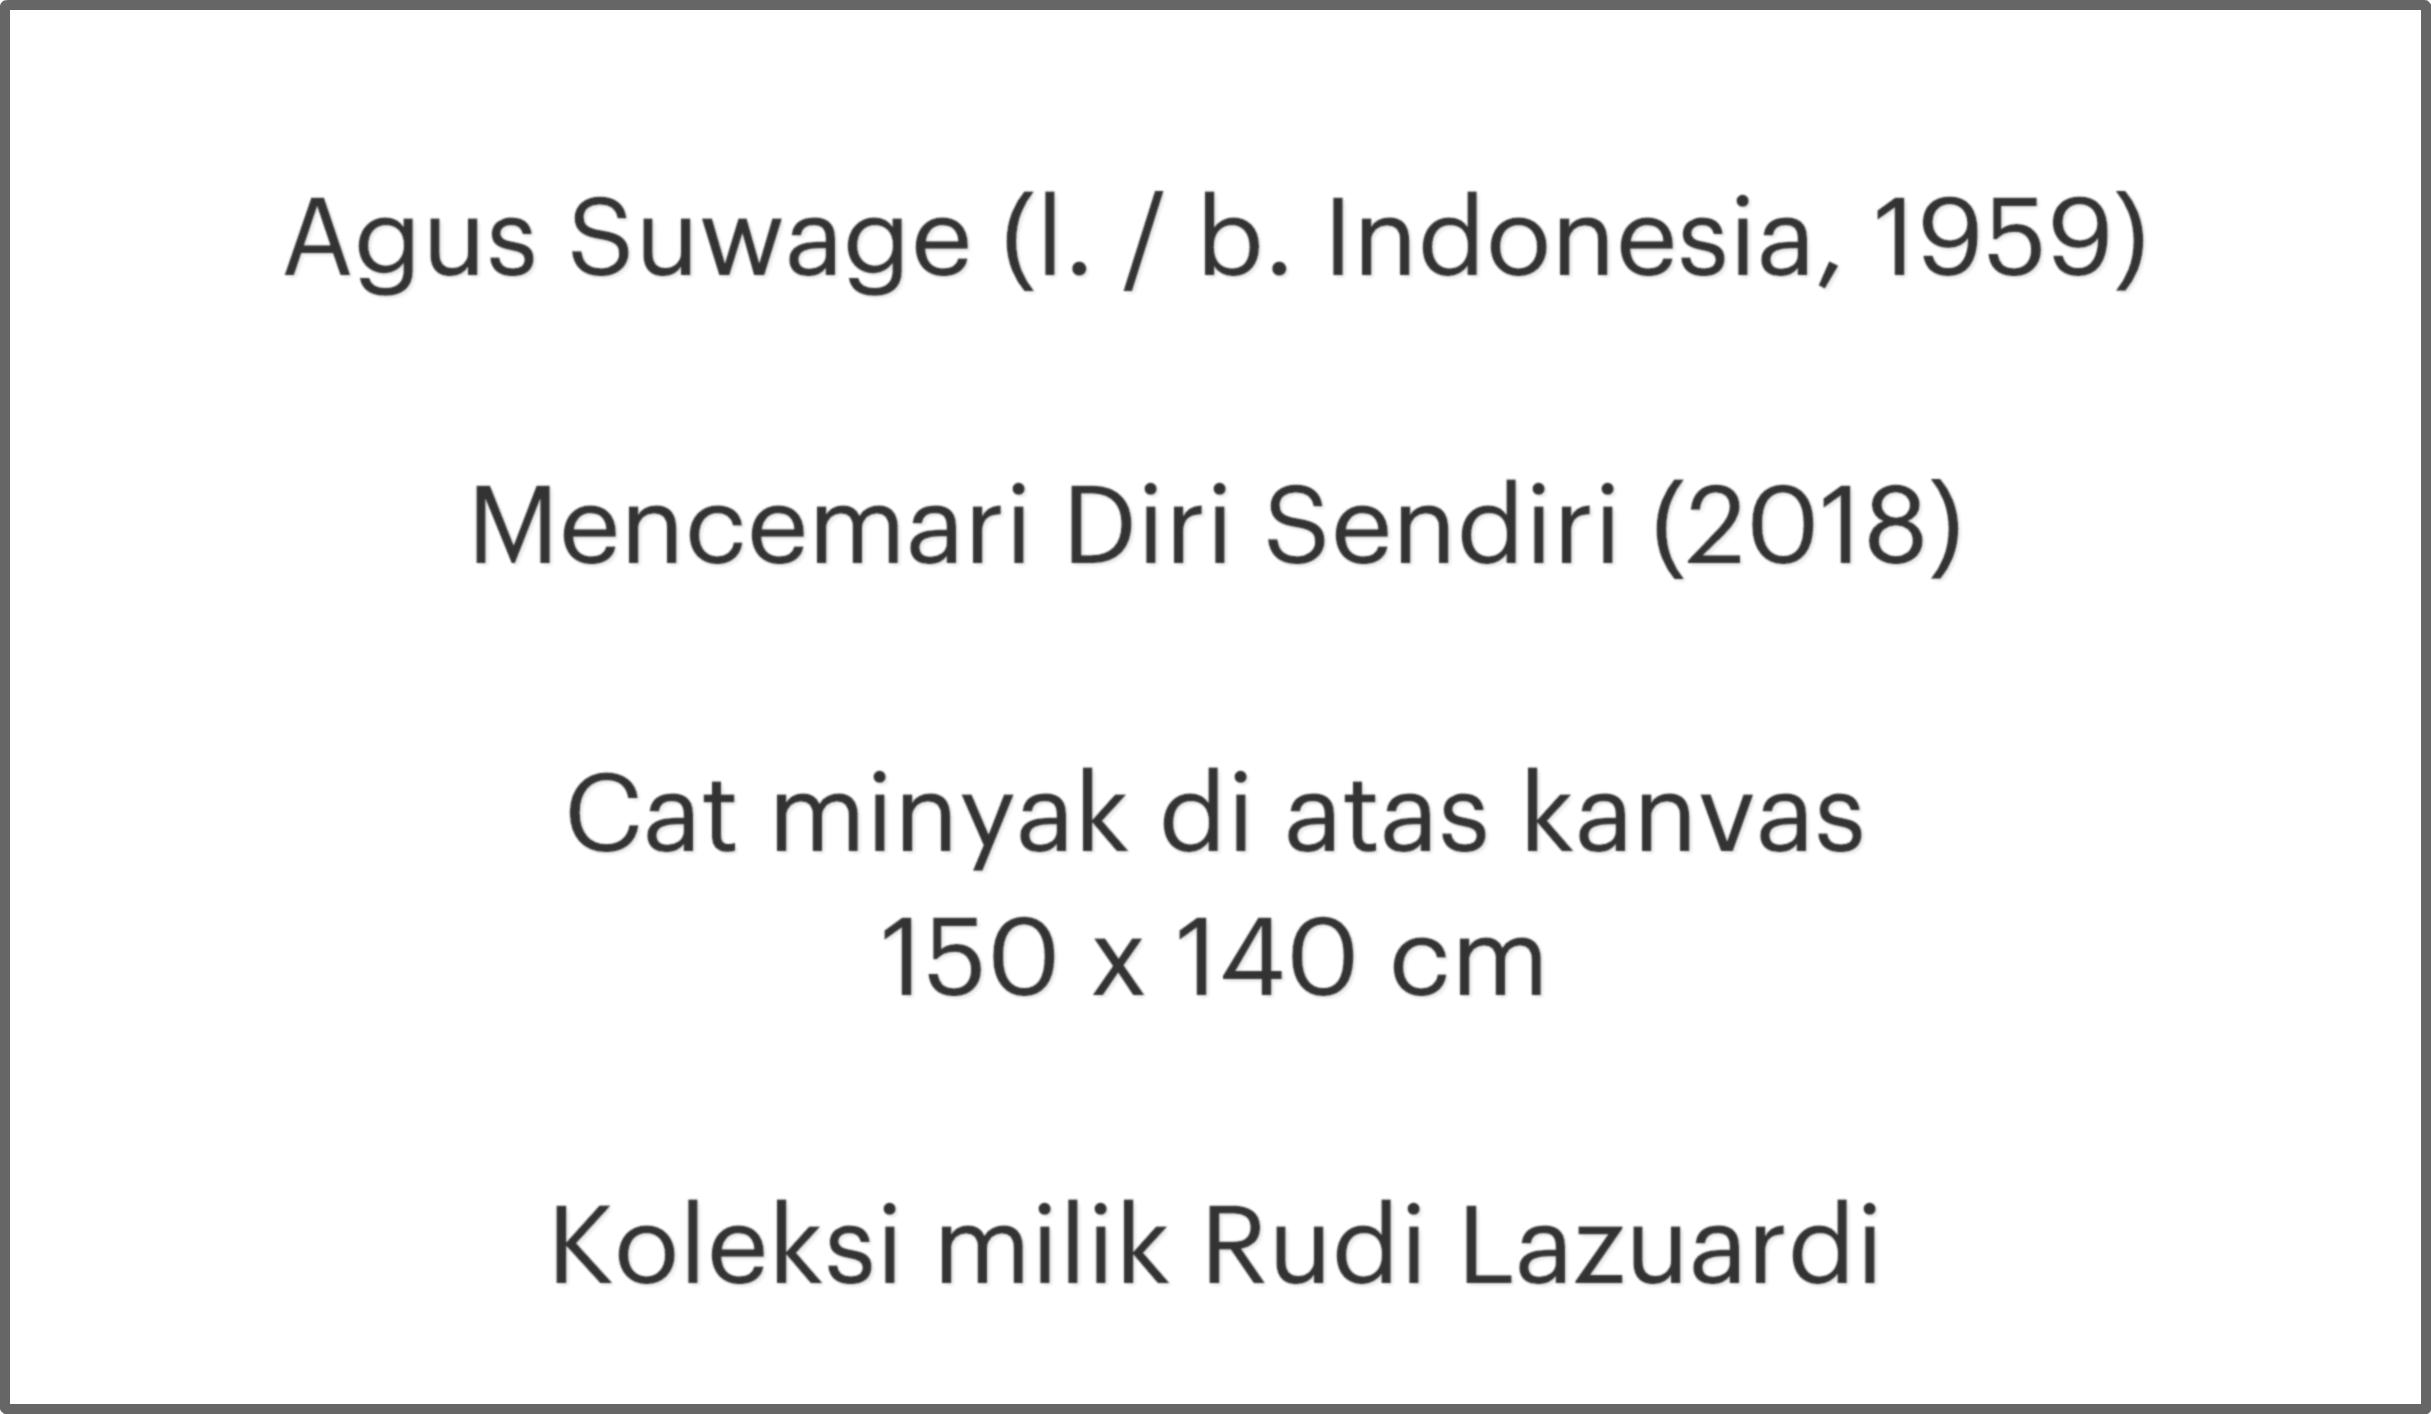 Agus Suwage (l. / b. Indonesia, 1959)
Mencemari Diri Sendiri (2018)
Cat minyak di atas kanvas
150 x 140 cm
Koleksi milik Rudi Lazuardi